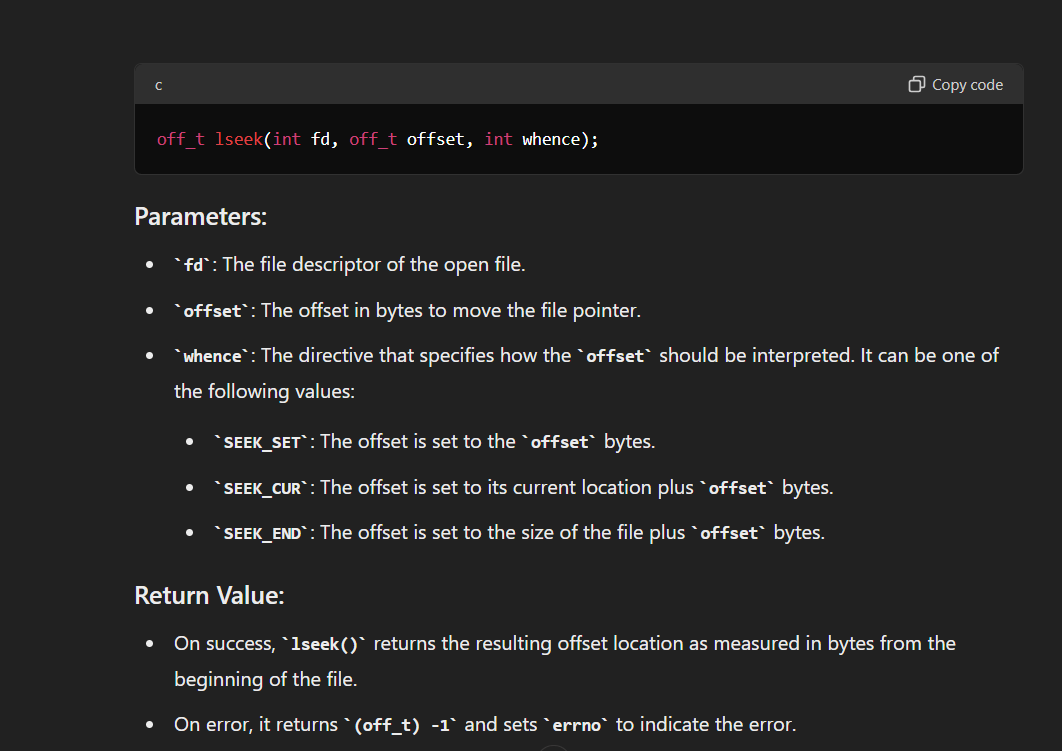 c
Copy code
off_t lseek(int fd, off_t offset, int whence);
Parameters:
• `fd`: The file descriptor of the open file.
• `offset`: The offset in bytes to move the file pointer.
• `whence`: The directive that specifies how the `offset` should be interpreted. It can be one of
the following values:
• `SEEK_SET`: The offset is set to the `offset` bytes.
• `SEEK_CUR`: The offset is set to its current location plus `offset` bytes.
• `SEEK_END`: The offset is set to the size of the file plus `offset` bytes.
Return Value:
• On success, `lseek()` returns the resulting offset location as measured in bytes from the
beginning of the file.
• On error, it returns `(off_t) -1` and sets `errno` to indicate the error.